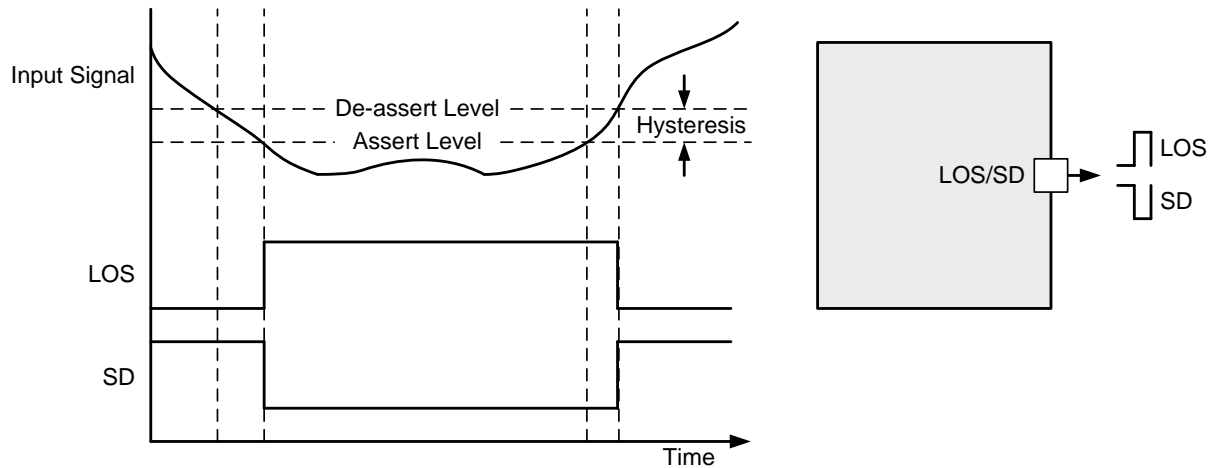 Input Signal
De-assert Level
Assert Level
Hysteresis
LOS
SD
Time
LOS/SD
LOS
SD